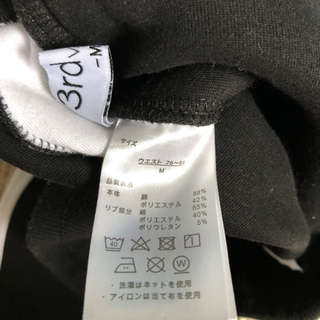 3rd
-M
サイズ
ウエスト 76~84
M
品質表示
本体 綿 58%
ポリエステル 42%
リブ部分 ポリエステル 55%
綿 40%
ポリウレタン 5%
40
・洗濯はネットを使用
・アイロンは当て布を使用